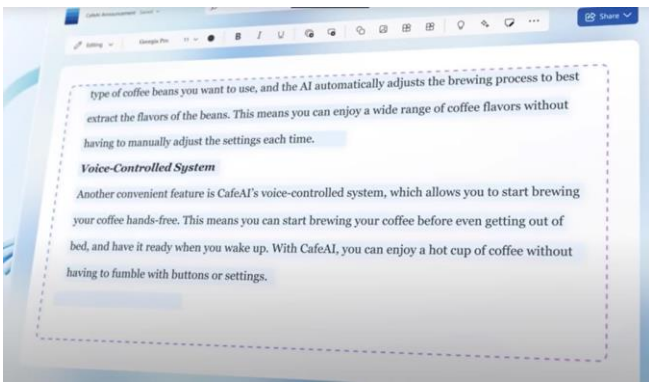 CafeAI Announcement Saved
Share
Editing
Georgia Pro
B I U
type of coffee beans you want to use, and the AI automatically adjusts the brewing process to best
extract the flavors of the beans. This means you can enjoy a wide range of coffee flavors without
having to manually adjust the settings each time.
Voice-Controlled System
Another convenient feature is CafeAI's voice-controlled system, which allows you to start brewing
your coffee hands-free. This means you can start brewing your coffee before even getting out of
bed, and have it ready when you wake up. With CafeAI, you can enjoy a hot cup of coffee without
having to fumble with buttons or settings.